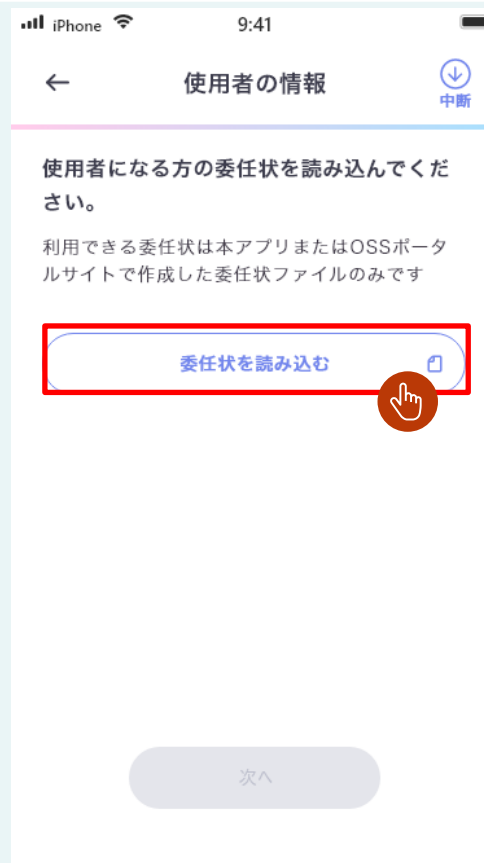 iPhone 9:41
使用者の情報
中断
使用者になる方の委任状を読み込んでくだ
さい。
利用できる委任状は本アプリまたはOSSポータ
ルサイトで作成した委任状ファイルのみです
委任状を読み込む
次へ